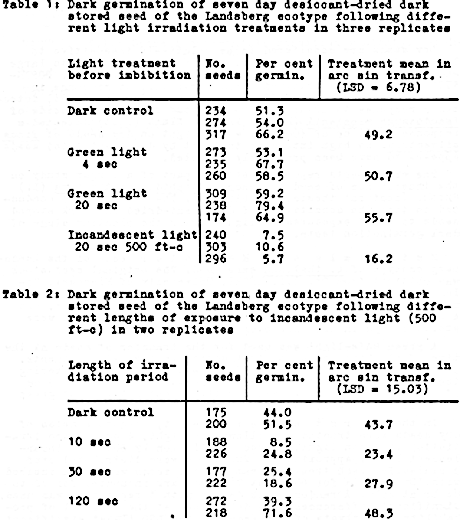 Table 1: Dark germination of seven day desiccant-dried dark
stored seed of the Landsberg ecotype following diffe-
rent light irradiation treatments in three replicates
Light treatment No. Per cent Treatment mean in
before imbibition seeds germin. arc sin transf.
(LSD = 6.78)
Dark control 234 51.3
274 54.0
317 66.2 49.2
Green light 273 53.1
4 sec 235 67.7
260 58.5 50.7
Green light 309 59.2
20 sec 238 79.4
174 64.9 55.7
Incandescent light 240 7.5
20 sec 500 ft-c 303 10.6
296 5.7 16.2
Table 2: Dark germination of seven day desiccant-dried dark
stored seed of the Landsberg ecotype following diffe-
rent lengths of exposure to incandescent light (500
ft-c) in two replicates
Length of irra- No. Per cent Treatment mean in
diation period seeds germin. arc sin transf.
(LSD = 15.03)
Dark control 175 44.0
200 51.5 43.7
10 sec 188 8.5
226 24.8 23.4
30 sec 177 25.4
222 18.6 27.9
120 sec 272 39.3
218 71.6 48.3